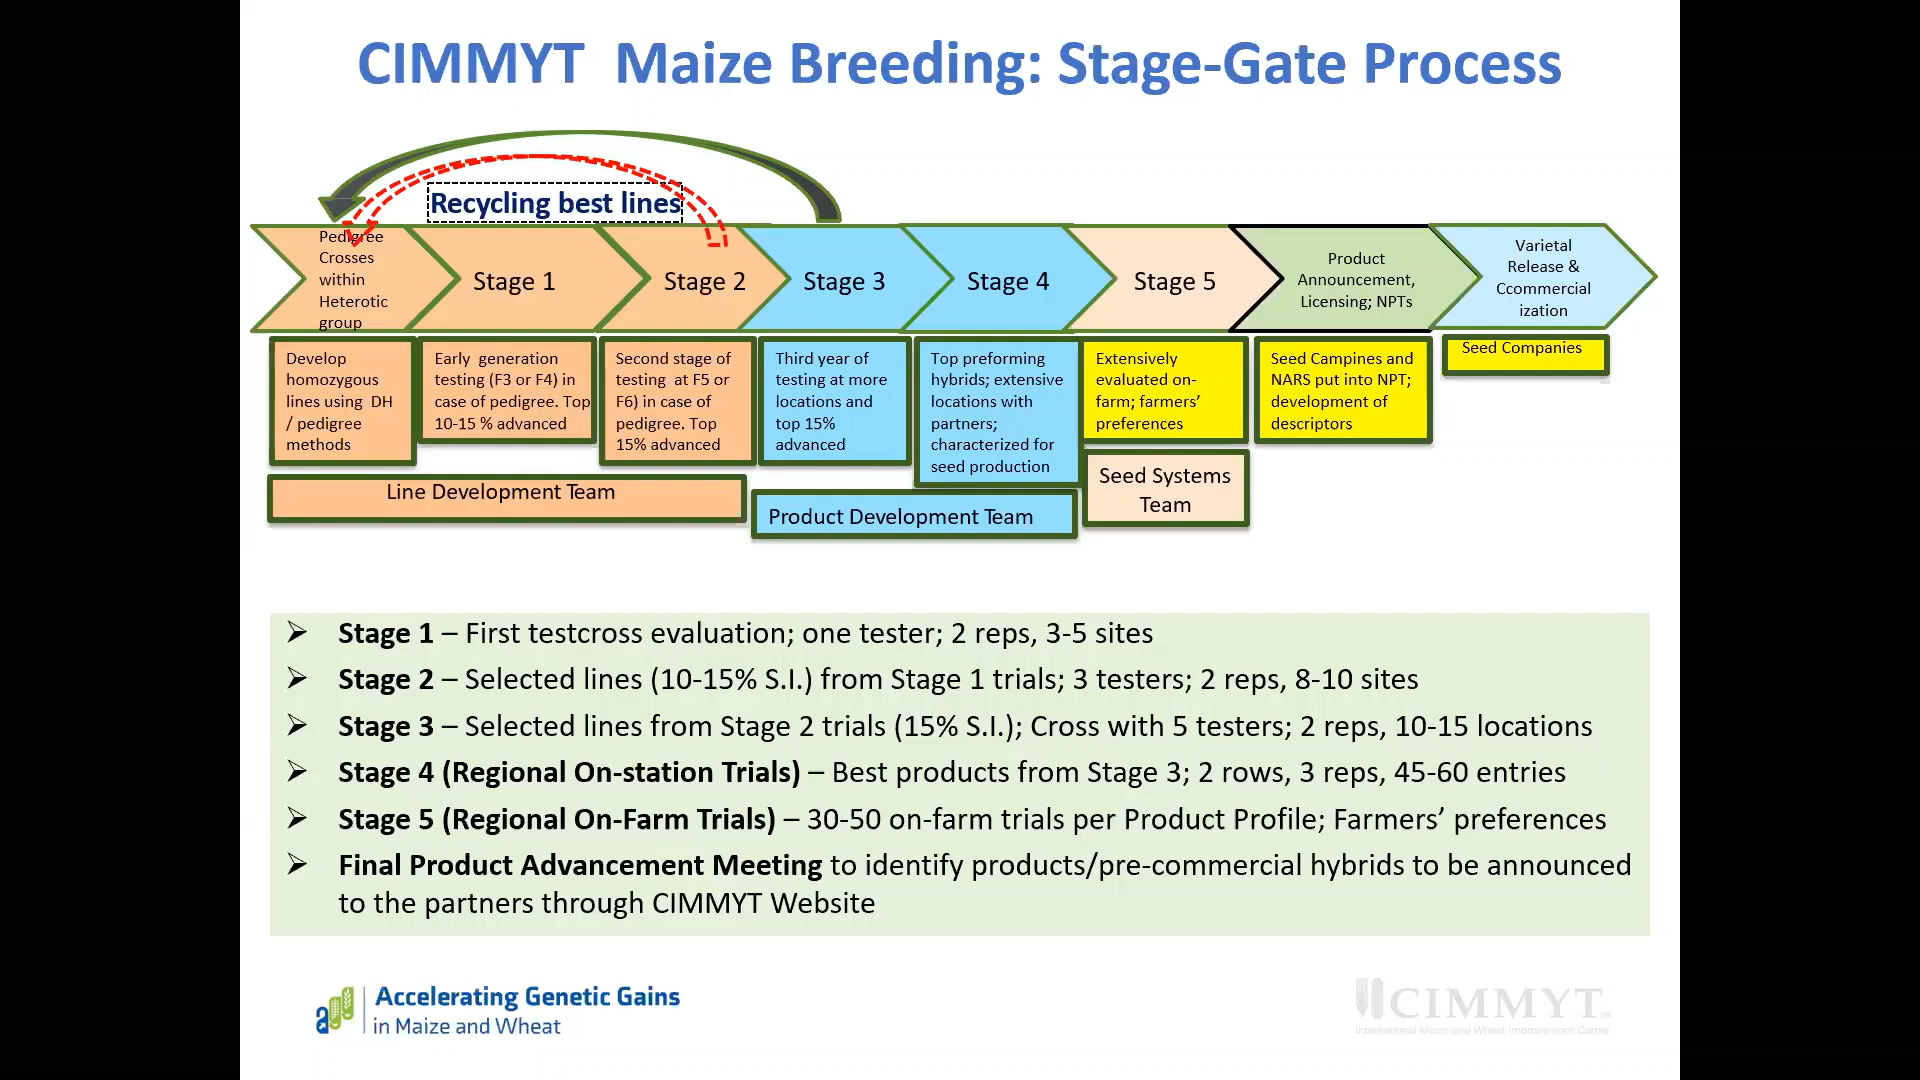 CIMMYT Maize Breeding: Stage-Gate Process
Recycling best lines
Pedigree
Crosses
within
Heterotic
group
Stage 1
Stage 2
Stage 3
Stage 4
Stage 5
Product
Announcement,
Licensing; NPTs
Varietal
Release &
Ccommercial
ization
Develop
homozygous
lines using DH
/ pedigree
methods
Early generation
testing (F3 or F4) in
case of pedigree. Top
10-15 % advanced
Second stage of
testing at F5 or
F6) in case of
pedigree. Top
15% advanced
Third year of
testing at more
locations and
top 15%
advanced
Top preforming
hybrids; extensive
locations with
partners;
characterized for
seed production
Extensively
evaluated on-
farm; farmers’
preferences
Seed Campines and
NARS put into NPT;
development of
descriptors
Seed Companies
Line Development Team
Product Development Team
Seed Systems
Team
➢ Stage 1 – First testcross evaluation; one tester; 2 reps, 3-5 sites
➢ Stage 2 – Selected lines (10-15% S.I.) from Stage 1 trials; 3 testers; 2 reps, 8-10 sites
➢ Stage 3 – Selected lines from Stage 2 trials (15% S.I.); Cross with 5 testers; 2 reps, 10-15 locations
➢ Stage 4 (Regional On-station Trials) – Best products from Stage 3; 2 rows, 3 reps, 45-60 entries
➢ Stage 5 (Regional On-Farm Trials) – 30-50 on-farm trials per Product Profile; Farmers’ preferences
➢ Final Product Advancement Meeting to identify products/pre-commercial hybrids to be announced
to the partners through CIMMYT Website
Accelerating Genetic Gains
in Maize and Wheat
CIMMYT
International Maize and Wheat Improvement Center